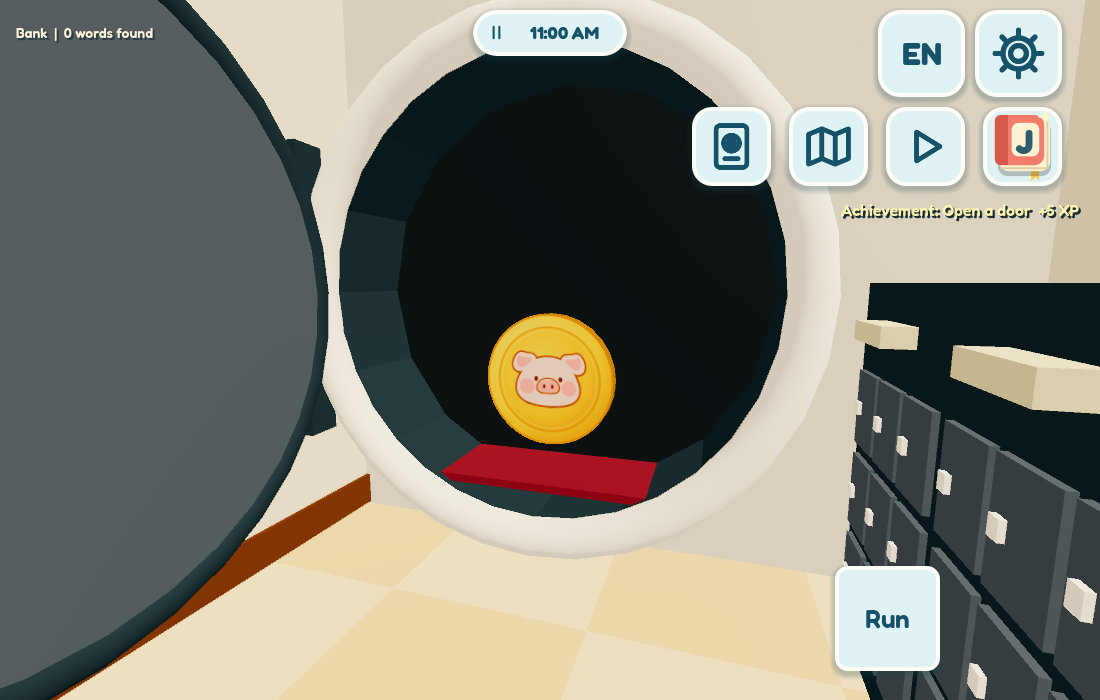 Bank | 0 words found
11:00 AM
EN
J
Achievement: Open a door +5 XP
Run